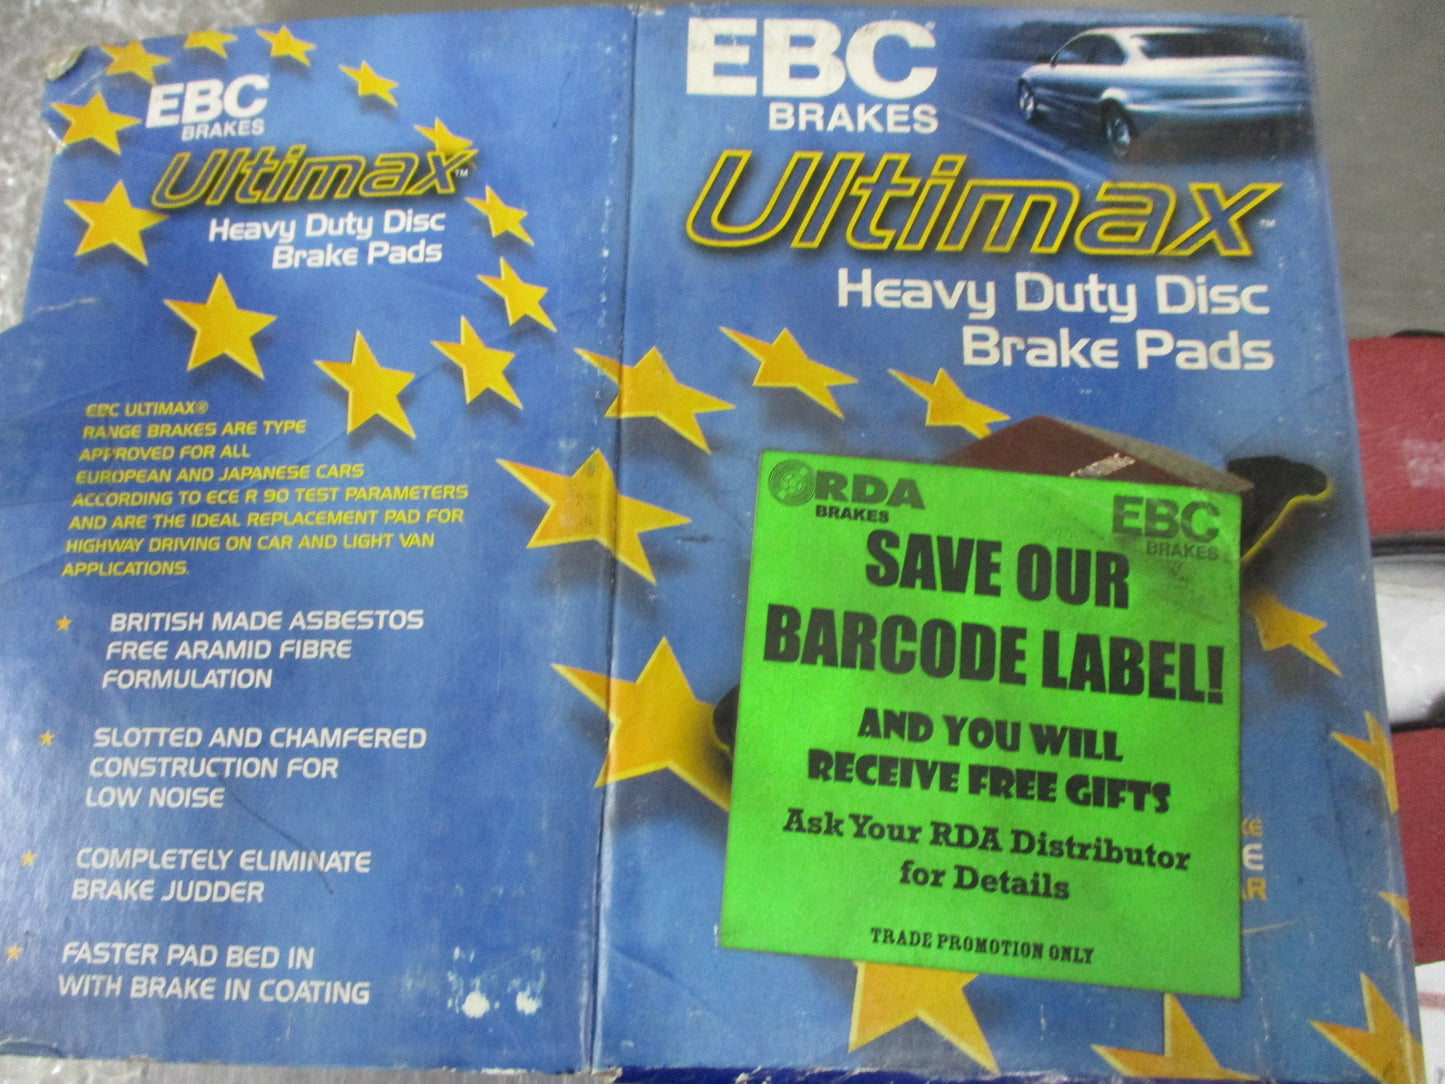 EBC
BRAKES
Ultimax™
Heavy Duty Disc
Brake Pads
EBC ULTIMAX®
RANGE BRAKES ARE TYPE
APPROVED FOR ALL
EUROPEAN AND JAPANESE CARS
ACCORDING TO ECE R 90 TEST PARAMETERS
AND ARE THE IDEAL REPLACEMENT PAD FOR
HIGHWAY DRIVING ON CAR AND LIGHT VAN
APPLICATIONS.
BRITISH MADE ASBESTOS
FREE ARAMID FIBRE
FORMULATION
SLOTTED AND CHAMFERED
CONSTRUCTION FOR
LOW NOISE
COMPLETELY ELIMINATE
BRAKE JUDDER
FASTER PAD BED IN
WITH BRAKE IN COATING
EBC
BRAKES
Ultimax™
Heavy Duty Disc
Brake Pads
RDA
BRAKES
EBC
BRAKES
SAVE OUR
BARCODE LABEL!
AND YOU WILL
RECEIVE FREE GIFTS
Ask Your RDA Distributor
for Details
TRADE PROMOTION ONLY